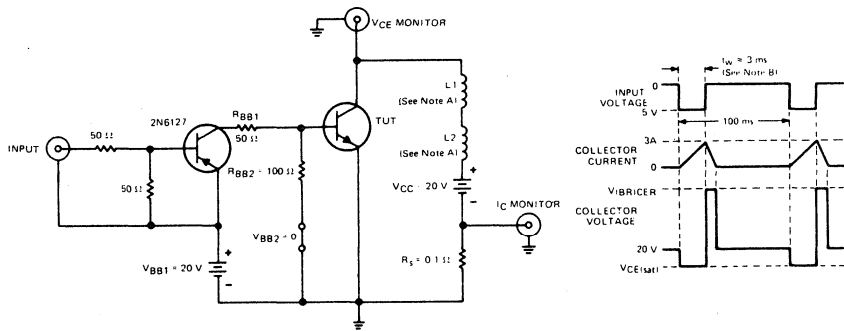 VCE MONITOR
L1
(See Note A)
L2
(See Note A)
2N6127
RBB1
50 Ω
TUT
50 Ω
INPUT
50 Ω
RBB2 = 100 Ω
VCC = 20 V
+
-
IC MONITOR
VBB2 = 0
+
VBB1 = 20 V
-
RS = 0.1 Ω
tw ≈ 3 ms
(See Note B)
0
INPUT
VOLTAGE
5 V
100 ms
3A
COLLECTOR
CURRENT
0
V(BR)CER
COLLECTOR
VOLTAGE
20 V
VCE(sat)